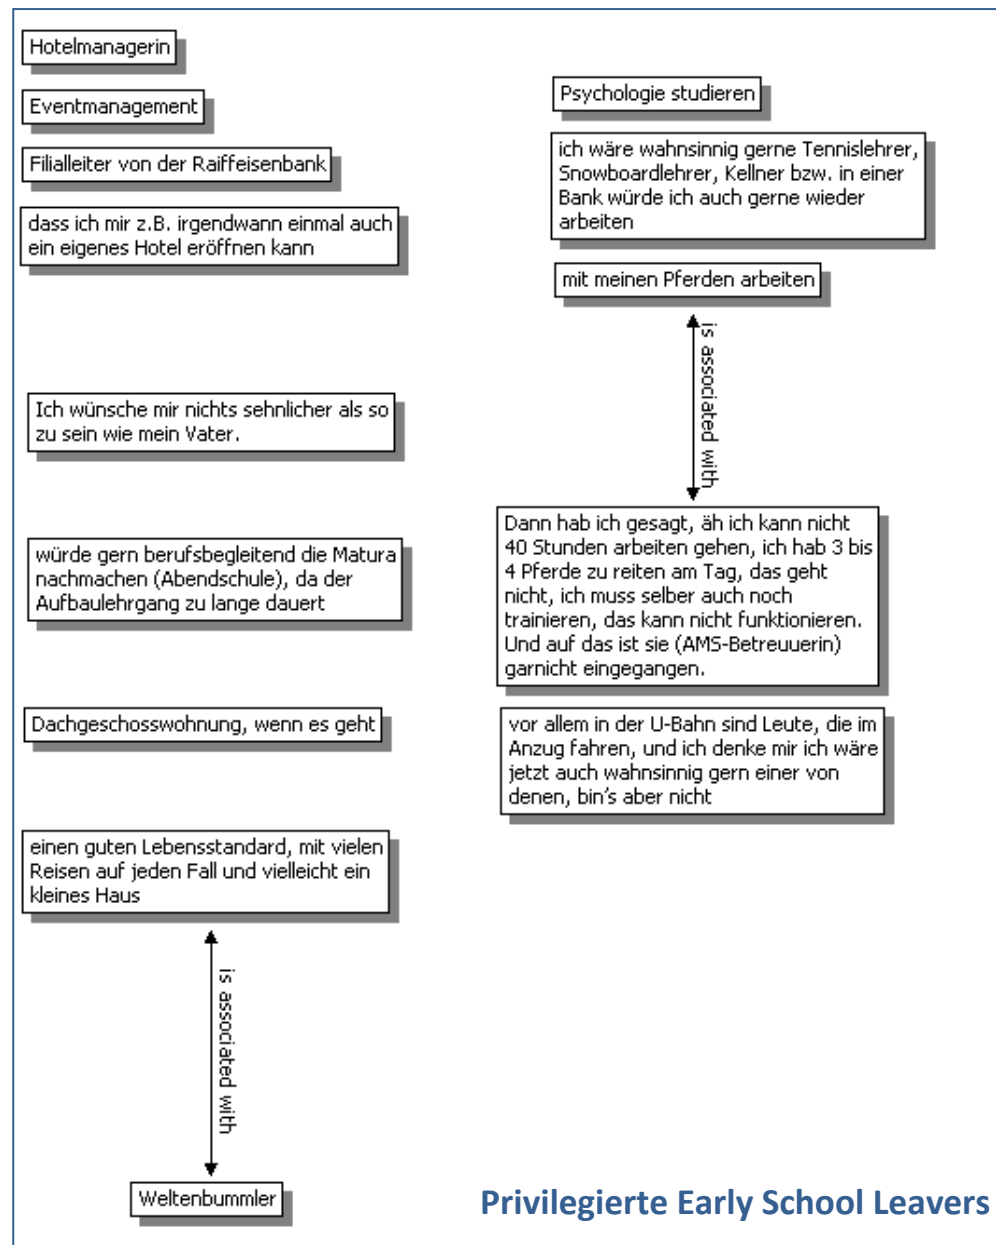 Hotelmanagerin
Eventmanagement
Filialleiter von der Raiffeisenbank
dass ich mir z.B. irgendwann einmal auch
ein eigenes Hotel eröffnen kann
Ich wünsche mir nichts sehnlicher als so
zu sein wie mein Vater.
würde gern berufsbegleitend die Matura
nachmachen (Abendschule), da der
Aufbaulehrgang zu lange dauert
Dachgeschosswohnung, wenn es geht
einen guten Lebensstandard, mit vielen
Reisen auf jeden Fall und vielleicht ein
kleines Haus
is associated with
Weltenbummler
Psychologie studieren
ich wäre wahnsinnig gerne Tennislehrer,
Snowboardlehrer, Kellner bzw. in einer
Bank würde ich auch gerne wieder
arbeiten
mit meinen Pferden arbeiten
is associated with
Dann hab ich gesagt, äh ich kann nicht
40 Stunden arbeiten gehen, ich hab 3 bis
4 Pferde zu reiten am Tag, das geht
nicht, ich muss selber auch noch
trainieren, das kann nicht funktionieren.
Und auf das ist sie (AMS-Betreuuerin)
garnicht eingegangen.
vor allem in der U-Bahn sind Leute, die im
Anzug fahren, und ich denke mir ich wäre
jetzt auch wahnsinnig gern einer von
denen, bin's aber nicht
Privilegierte Early School Leavers